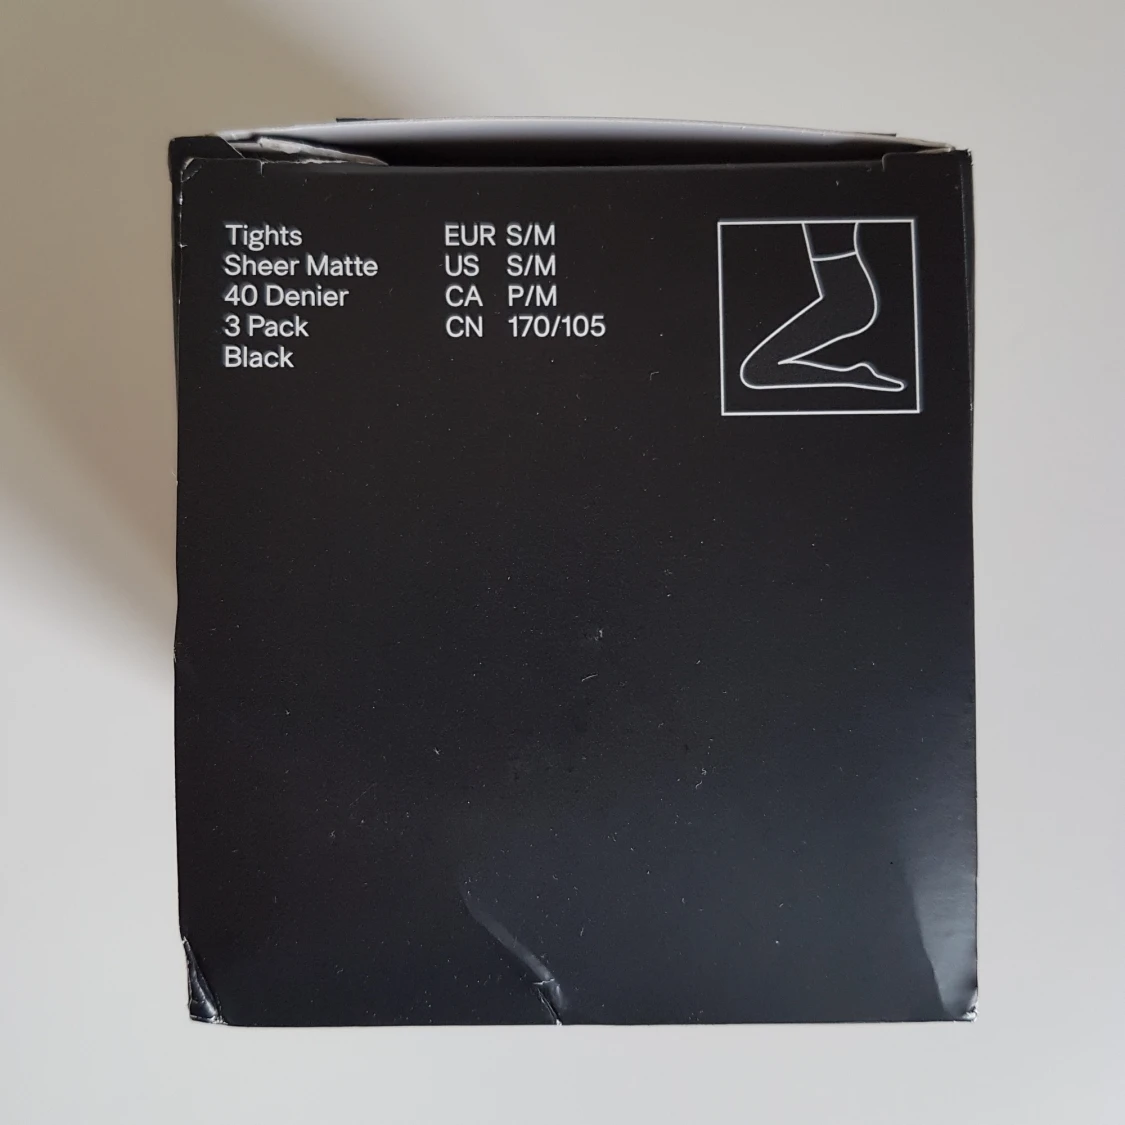 Tights
Sheer Matte
40 Denier
3 Pack
Black
EUR S/M
US S/M
CA P/M
CN 170/105